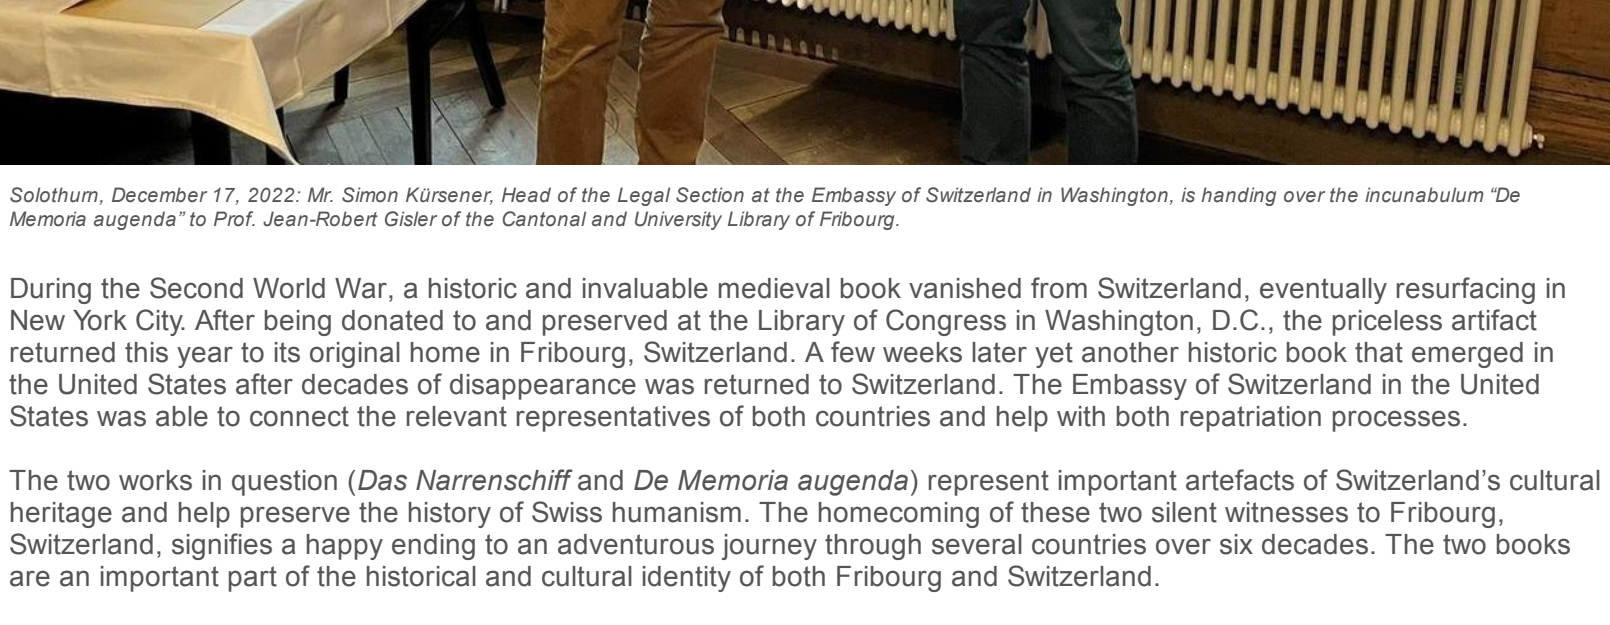 Solothurn, December 17, 2022: Mr. Simon Kürsener, Head of the Legal Section at the Embassy of Switzerland in Washington, is handing over the incunabulum “De
Memoria augenda” to Prof. Jean-Robert Gisler of the Cantonal and University Library of Fribourg.
During the Second World War, a historic and invaluable medieval book vanished from Switzerland, eventually resurfacing in
New York City. After being donated to and preserved at the Library of Congress in Washington, D.C., the priceless artifact
returned this year to its original home in Fribourg, Switzerland. A few weeks later yet another historic book that emerged in
the United States after decades of disappearance was returned to Switzerland. The Embassy of Switzerland in the United
States was able to connect the relevant representatives of both countries and help with both repatriation processes.
The two works in question (Das Narrenschiff and De Memoria augenda) represent important artefacts of Switzerland’s cultural
heritage and help preserve the history of Swiss humanism. The homecoming of these two silent witnesses to Fribourg,
Switzerland, signifies a happy ending to an adventurous journey through several countries over six decades. The two books
are an important part of the historical and cultural identity of both Fribourg and Switzerland.